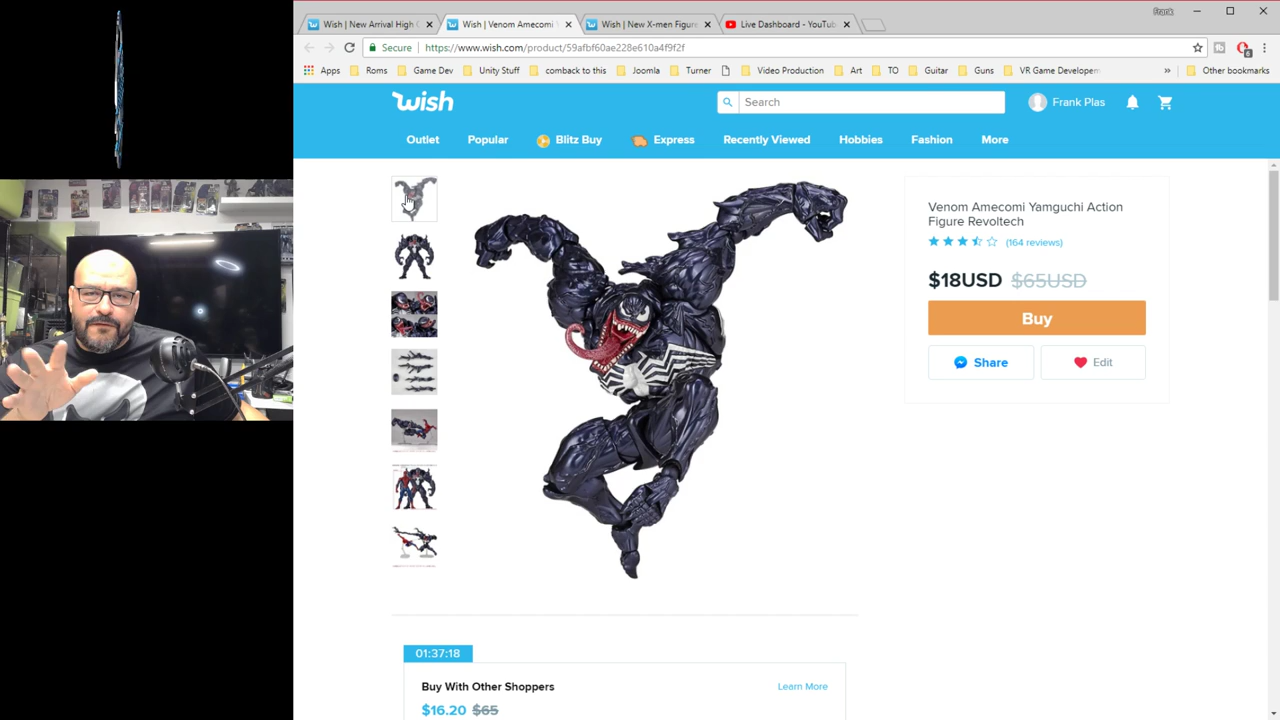 Frank
Wish | New Arrival High Q
Wish | Venom Amecomi Y
Wish | New X-men Figure
Live Dashboard - YouTub
Secure
https://www.wish.com/product/59afbf60ae228e610a4f9f2f
6
Apps
Roms
Game Dev
Unity Stuff
comback to this
Joomla
Turner
Video Production
Art
TO
Guitar
Guns
VR Game Developem
»
Other bookmarks
wish
Search
Frank Plas
Outlet
Popular
Blitz Buy
Express
Recently Viewed
Hobbies
Fashion
More
Venom Amecomi Yamguchi Action
Figure Revoltech
(164 reviews)
$18USD $65USD
Buy
Share
Edit
01:37:18
Buy With Other Shoppers
Learn More
$16.20 $65